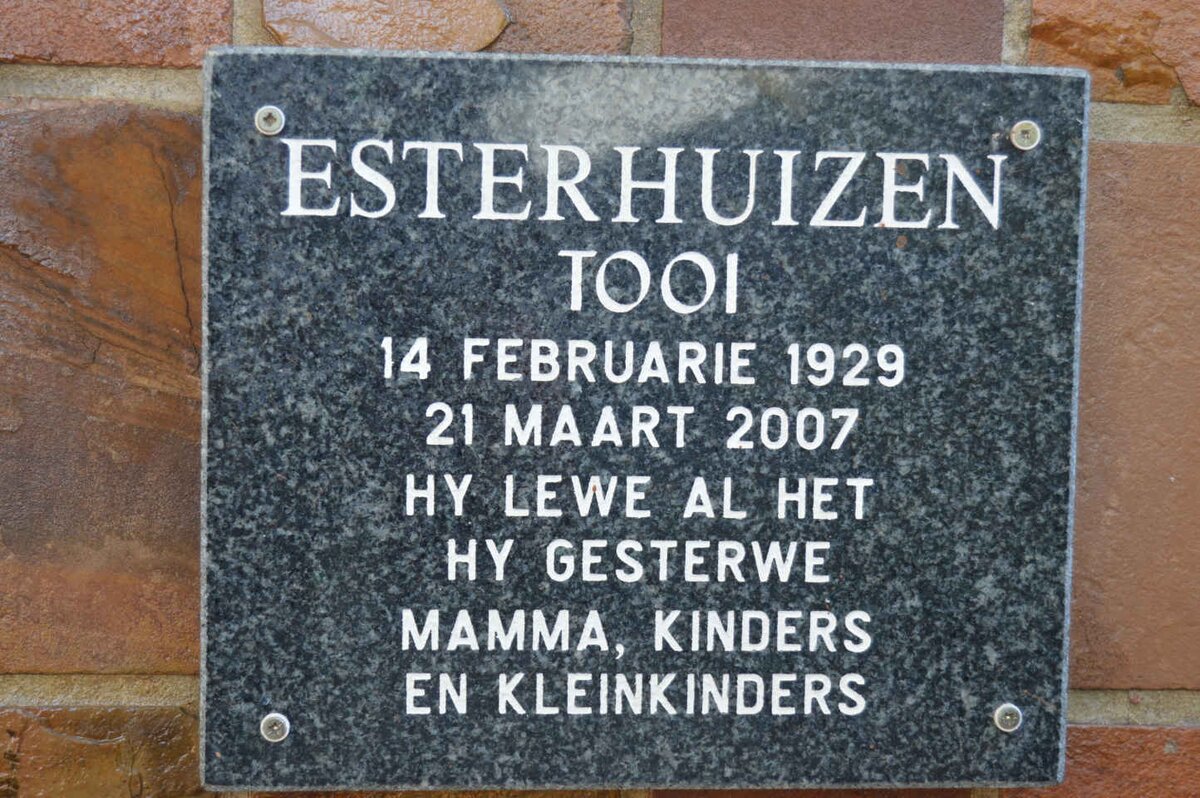 ESTERHUIZEN
TOOI
14 FEBRUARIE 1929
21 MAART 2007
HY LEWE AL HET
HY GESTERWE
MAMMA, KINDERS
EN KLEINKINDERS